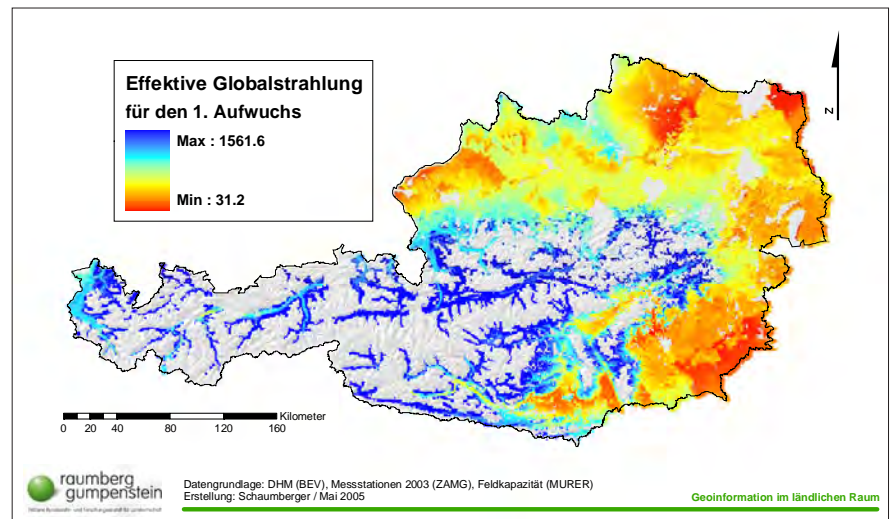 Effektive Globalstrahlung
für den 1. Aufwuchs
Max : 1561.6
Min : 31.2
N
0 20 40 80 120 160 Kilometer
raumberg
gumpenstein
Datengrundlage: DHM (BEV), Messstationen 2003 (ZAMG), Feldkapazität (MURER)
Erstellung: Schaumberger / Mai 2005
Geoinformation im ländlichen Raum